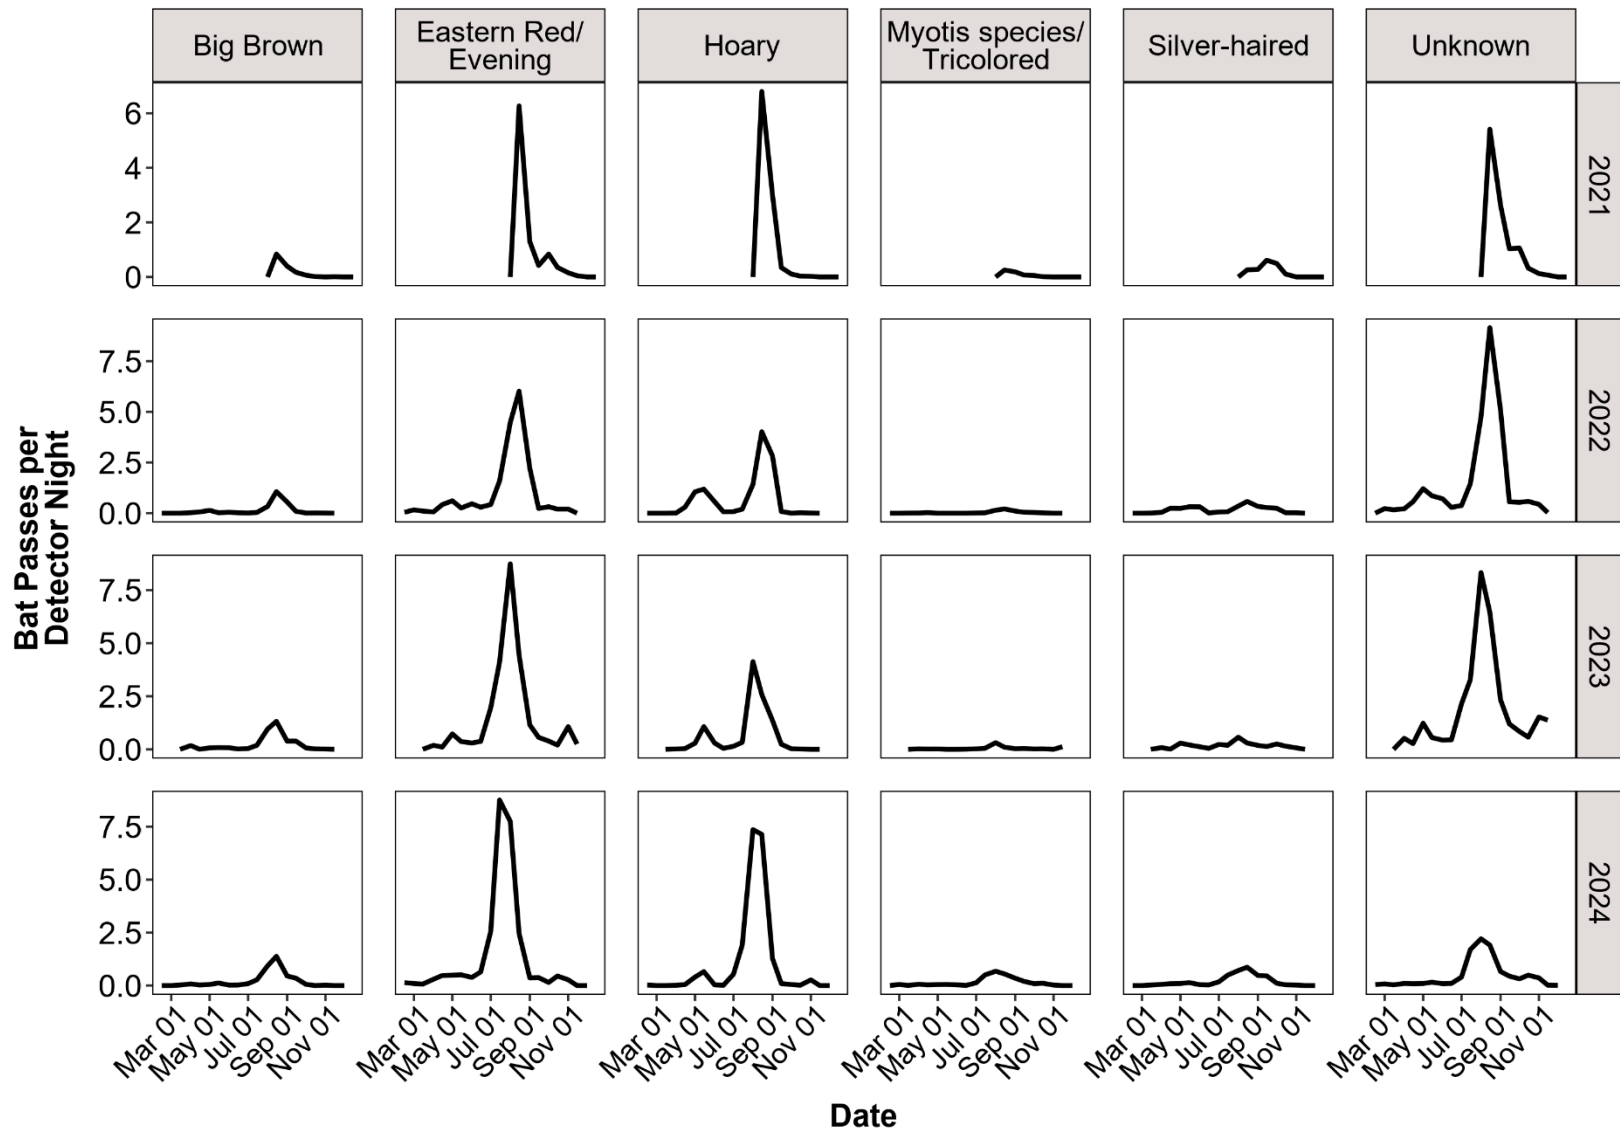 Big Brown
Eastern Red/
Evening
Hoary
Myotis species/
Tricolored
Silver-haired
Unknown
6
4
2
0
2021
7.5
5.0
2.5
0.0
2022
Bat Passes per
Detector Night
7.5
5.0
2.5
0.0
2023
7.5
5.0
2.5
0.0
2024
Mar 01 May 01 Jul 01 Sep 01 Nov 01 Mar 01 May 01 Jul 01 Sep 01 Nov 01 Mar 01 May 01 Jul 01 Sep 01 Nov 01 Mar 01 May 01 Jul 01 Sep 01 Nov 01 Mar 01 May 01 Jul 01 Sep 01 Nov 01 Mar 01 May 01 Jul 01 Sep 01 Nov 01
Date